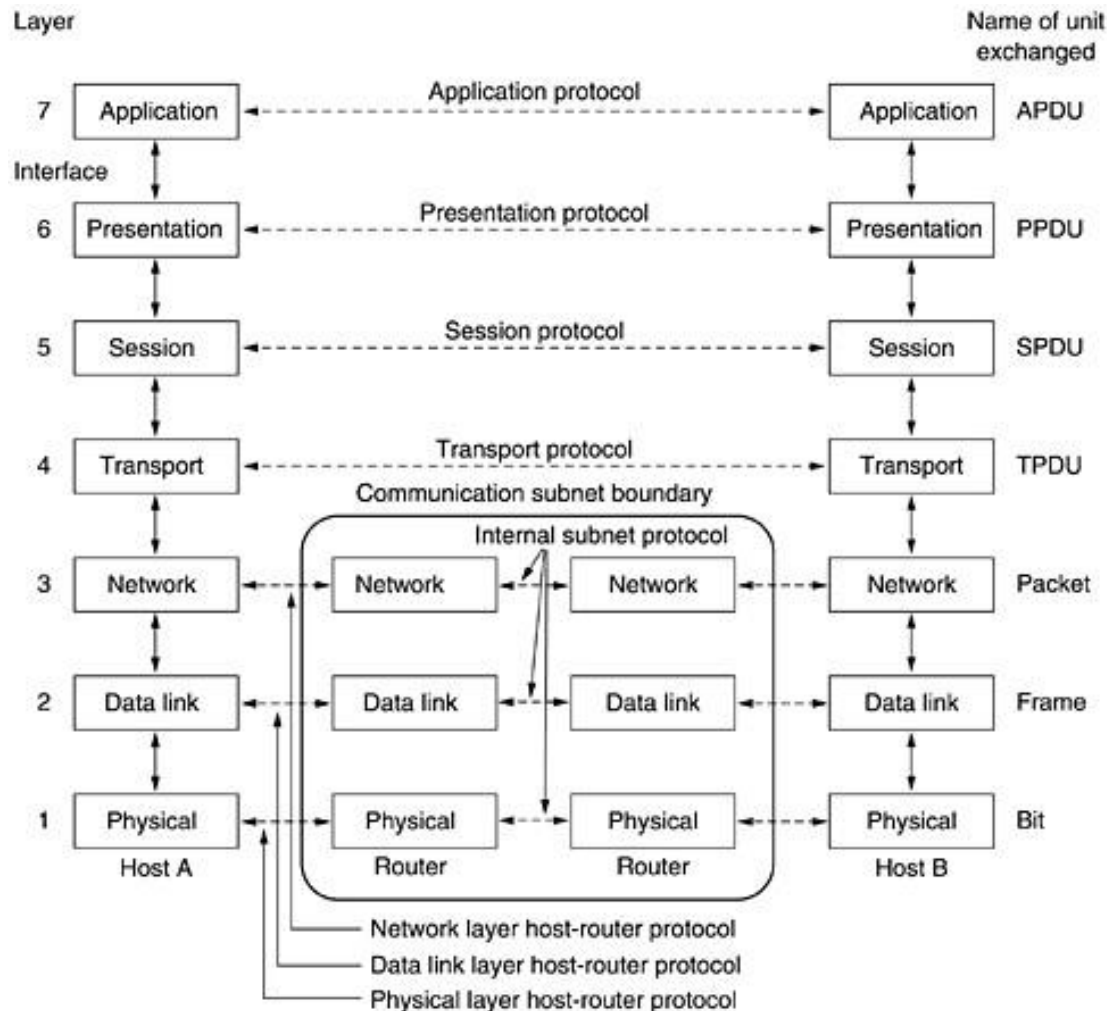 Layer
Name of unit
exchanged
Application protocol
7 Application Application APDU
Interface
Presentation protocol
6 Presentation Presentation PPDU
Session protocol
5 Session Session SPDU
Transport protocol
4 Transport Transport TPDU
Communication subnet boundary
Internal subnet protocol
3 Network Network Network Network Packet
2 Data link Data link Data link Data link Frame
1 Physical Physical Physical Physical Bit
Host A Router Router Host B
Network layer host-router protocol
Data link layer host-router protocol
Physical layer host-router protocol